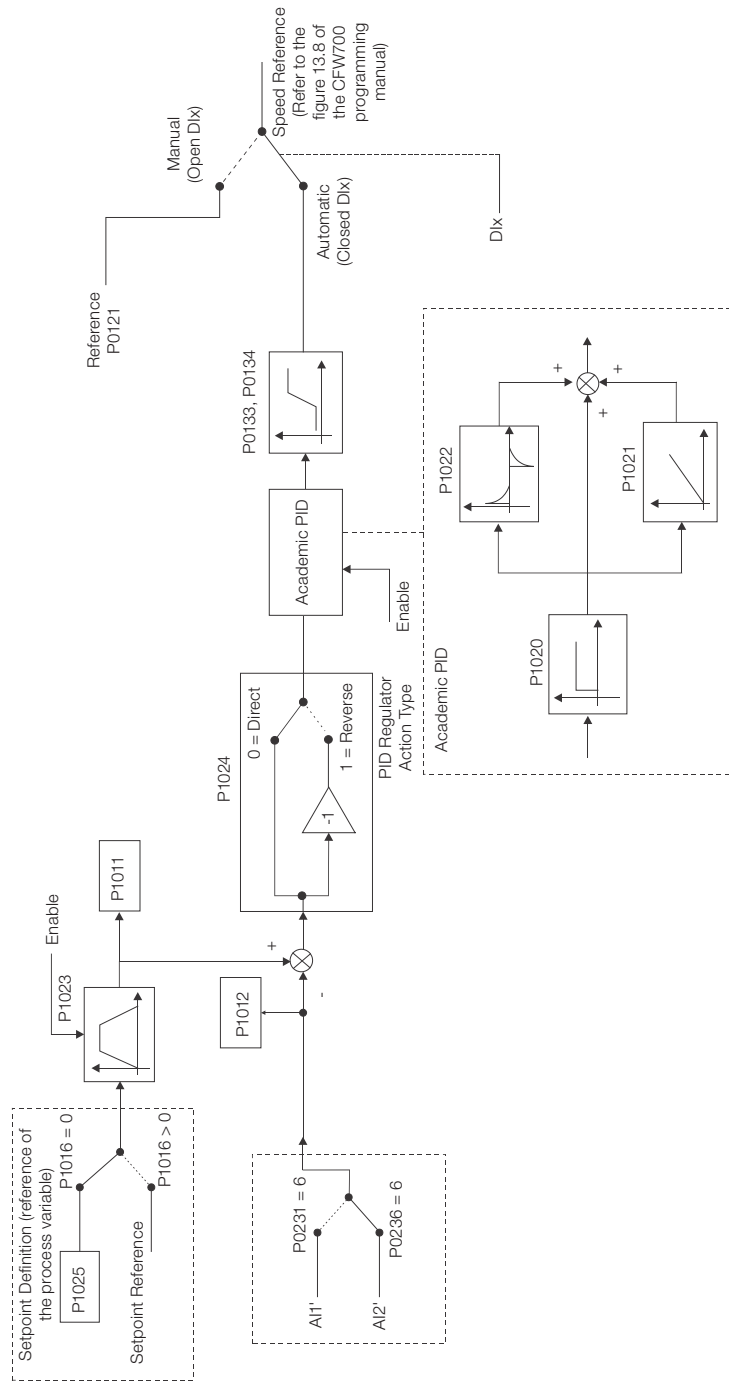 Setpoint Definition (reference of
the process variable)
P1025
P1016 = 0
Setpoint Reference
P1016 > 0
P1023
Enable
P1011
AI1'
P0231 = 6
AI2'
P0236 = 6
P1012
+
-
P1024
0 = Direct
-1
1 = Reverse
PID Regulator
Action Type
Academic PID
Enable
P0133, P0134
Reference
P0121
Manual
(Open DIx)
Automatic
(Closed DIx)
Speed Reference
(Refer to the
figure 13.8 of
the CFW700
programming
manual)
DIx
Academic PID
P1020
P1022
P1021
+
+
+